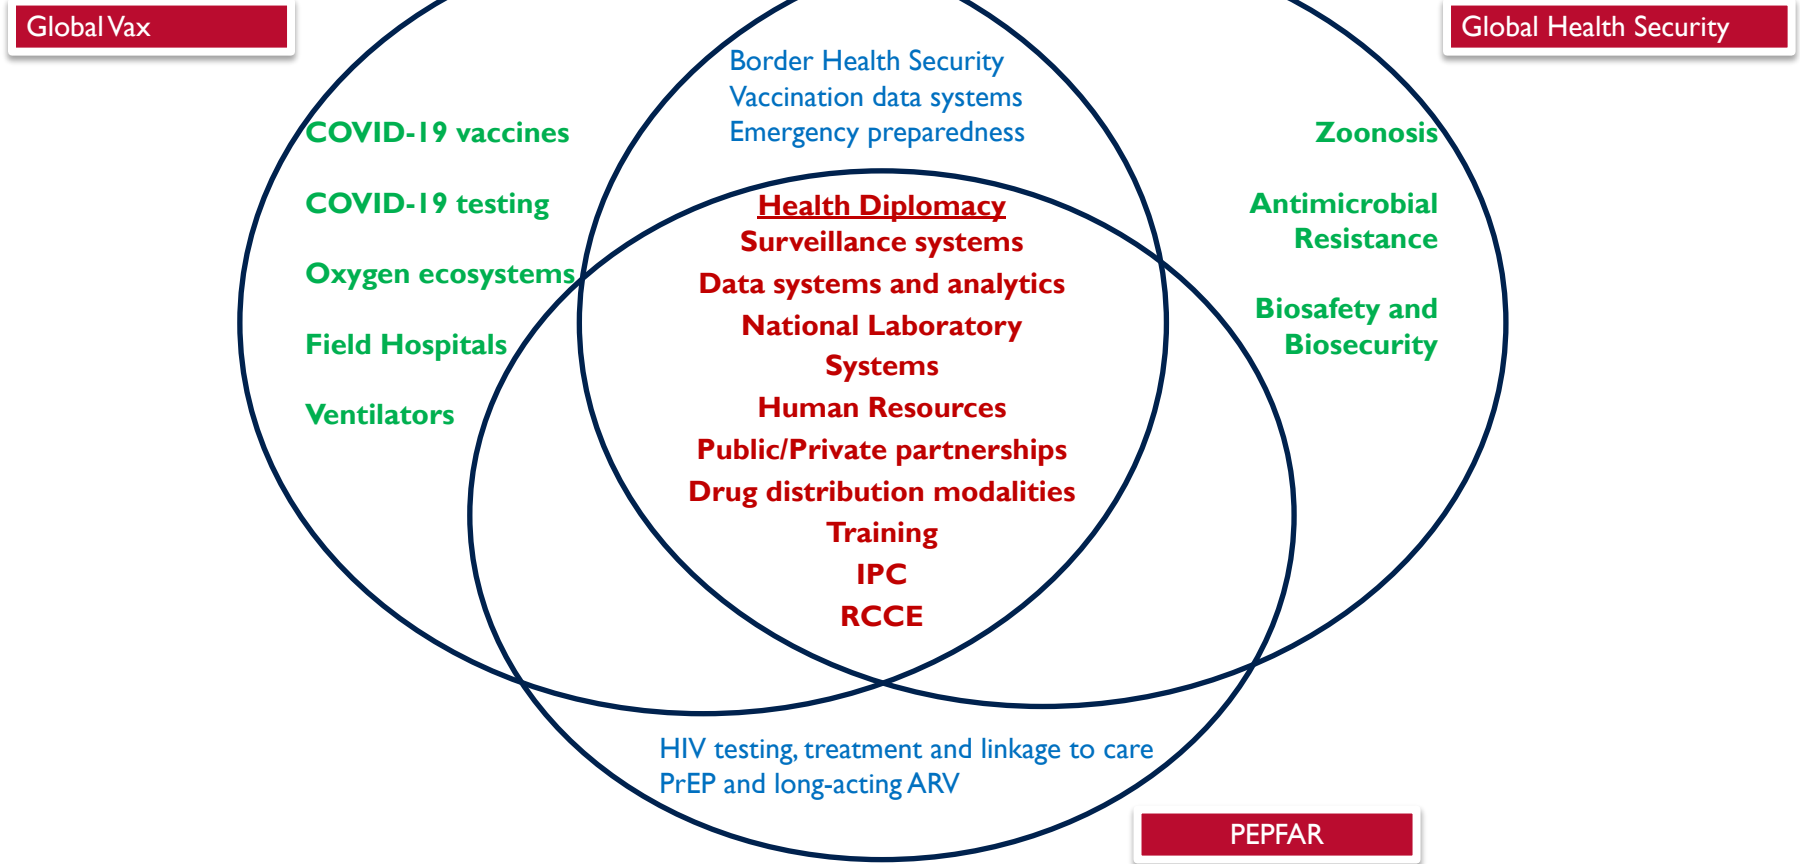 Global Vax
Global Health Security
Border Health Security
Vaccination data systems
Emergency preparedness
COVID-19 vaccines
COVID-19 testing
Oxygen ecosystems
Field Hospitals
Ventilators
Zoonosis
Antimicrobial
Resistance
Biosafety and
Biosecurity
Health Diplomacy
Surveillance systems
Data systems and analytics
National Laboratory
Systems
Human Resources
Public/Private partnerships
Drug distribution modalities
Training
IPC
RCCE
HIV testing, treatment and linkage to care
PrEP and long-acting ARV
PEPFAR